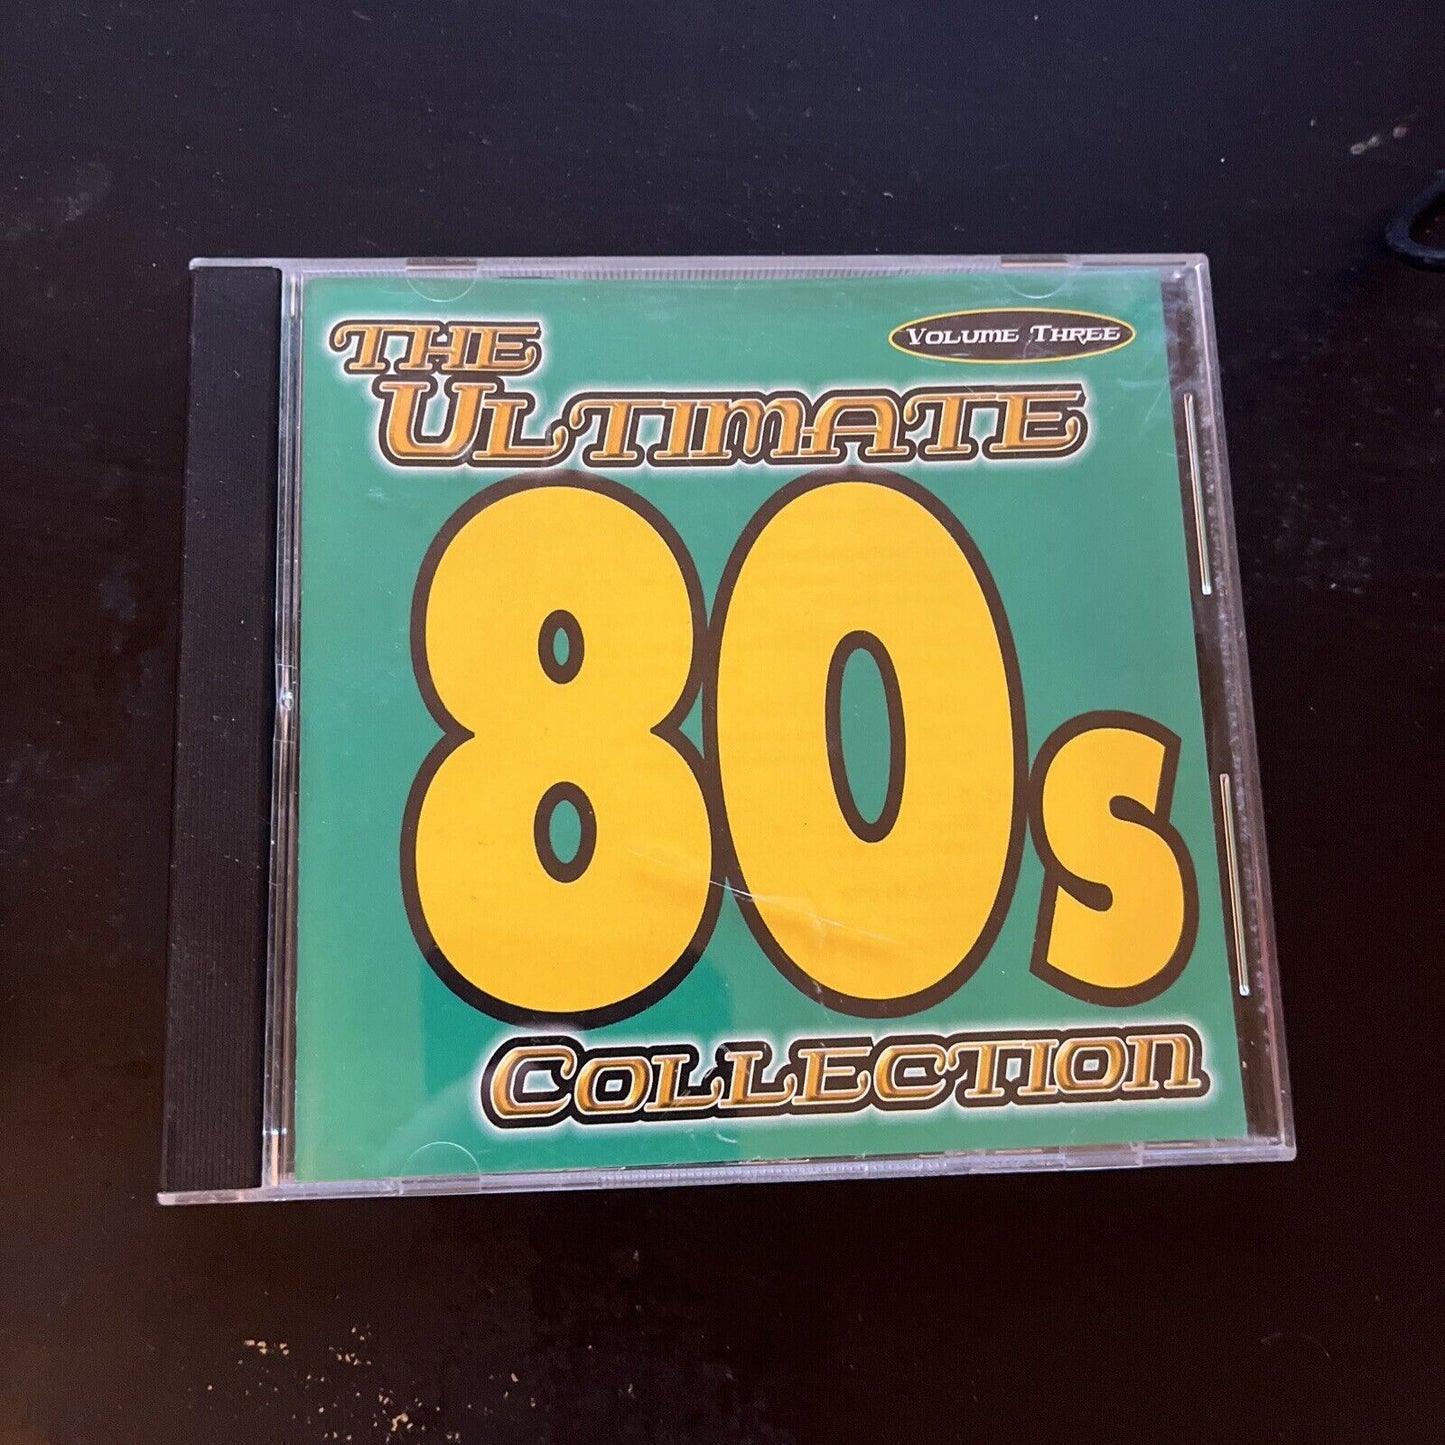 VOLUME THREE
THE
ULTIMATE
80s
COLLECTION